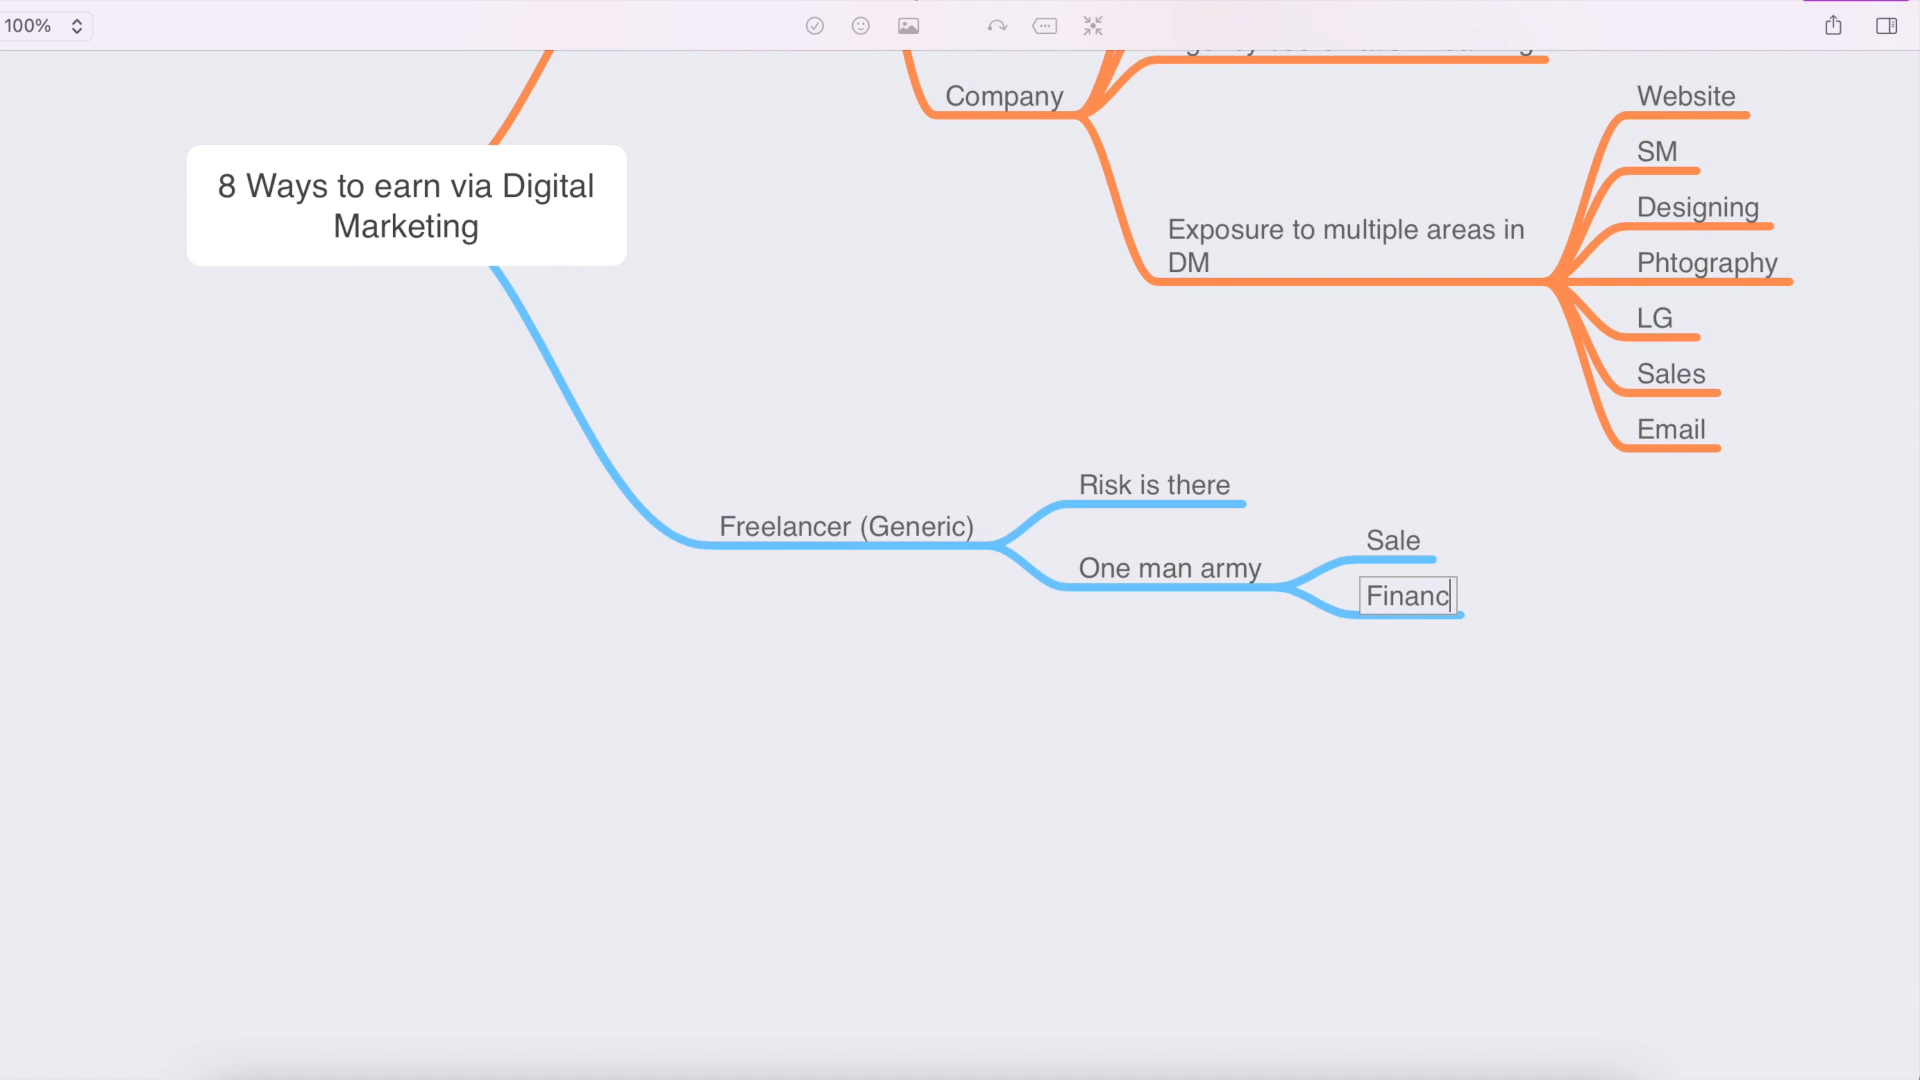 100%
Company
Website
SM
8 Ways to earn via Digital
Marketing
Designing
Exposure to multiple areas in
DM
Phtography
LG
Sales
Email
Risk is there
Freelancer (Generic)
Sale
One man army
Financ